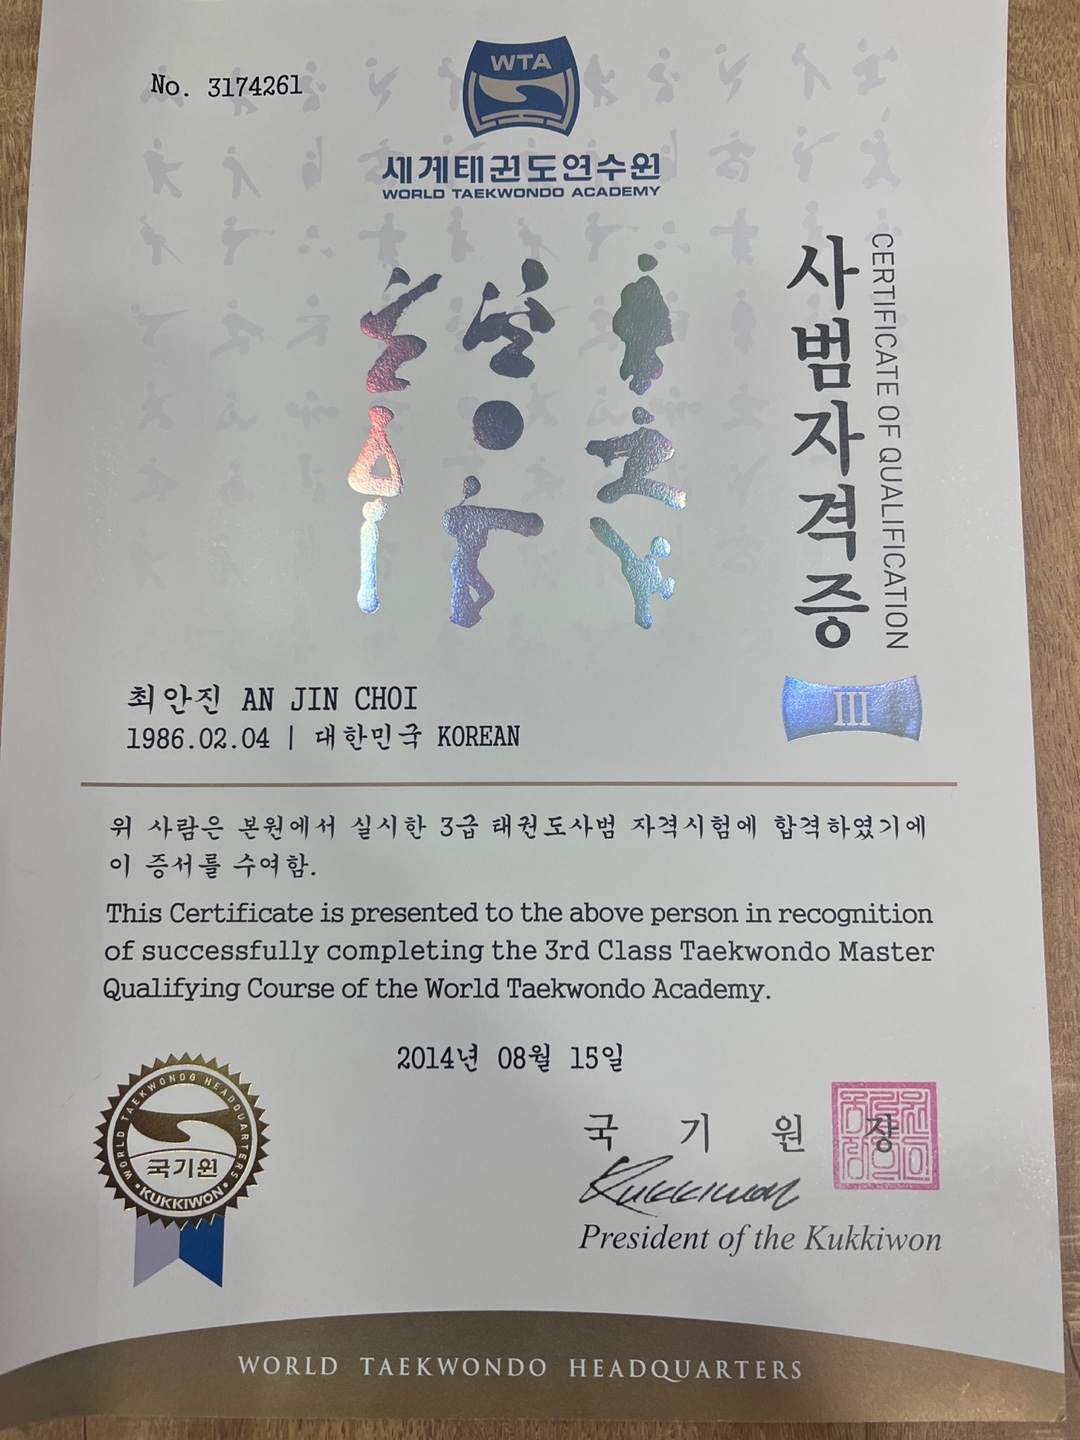 No. 3174261
WTA
세계태권도연수원
WORLD TAEKWONDO ACADEMY
사범자격증
CERTIFICATE OF QUALIFICATION
III
최안진 AN JIN CHOI
1986.02.04 | 대한민국 KOREAN
위 사람은 본원에서 실시한 3급 태권도사범 자격시험에 합격하였기에
이 증서를 수여함.
This Certificate is presented to the above person in recognition
of successfully completing the 3rd Class Taekwondo Master
Qualifying Course of the World Taekwondo Academy.
2014년 08월 15일
WORLD TAEKWONDO HEADQUARTERS
국기원
KUKKIWON
국 기 원 장
Kukkiwon
President of the Kukkiwon
WORLD TAEKWONDO HEADQUARTERS